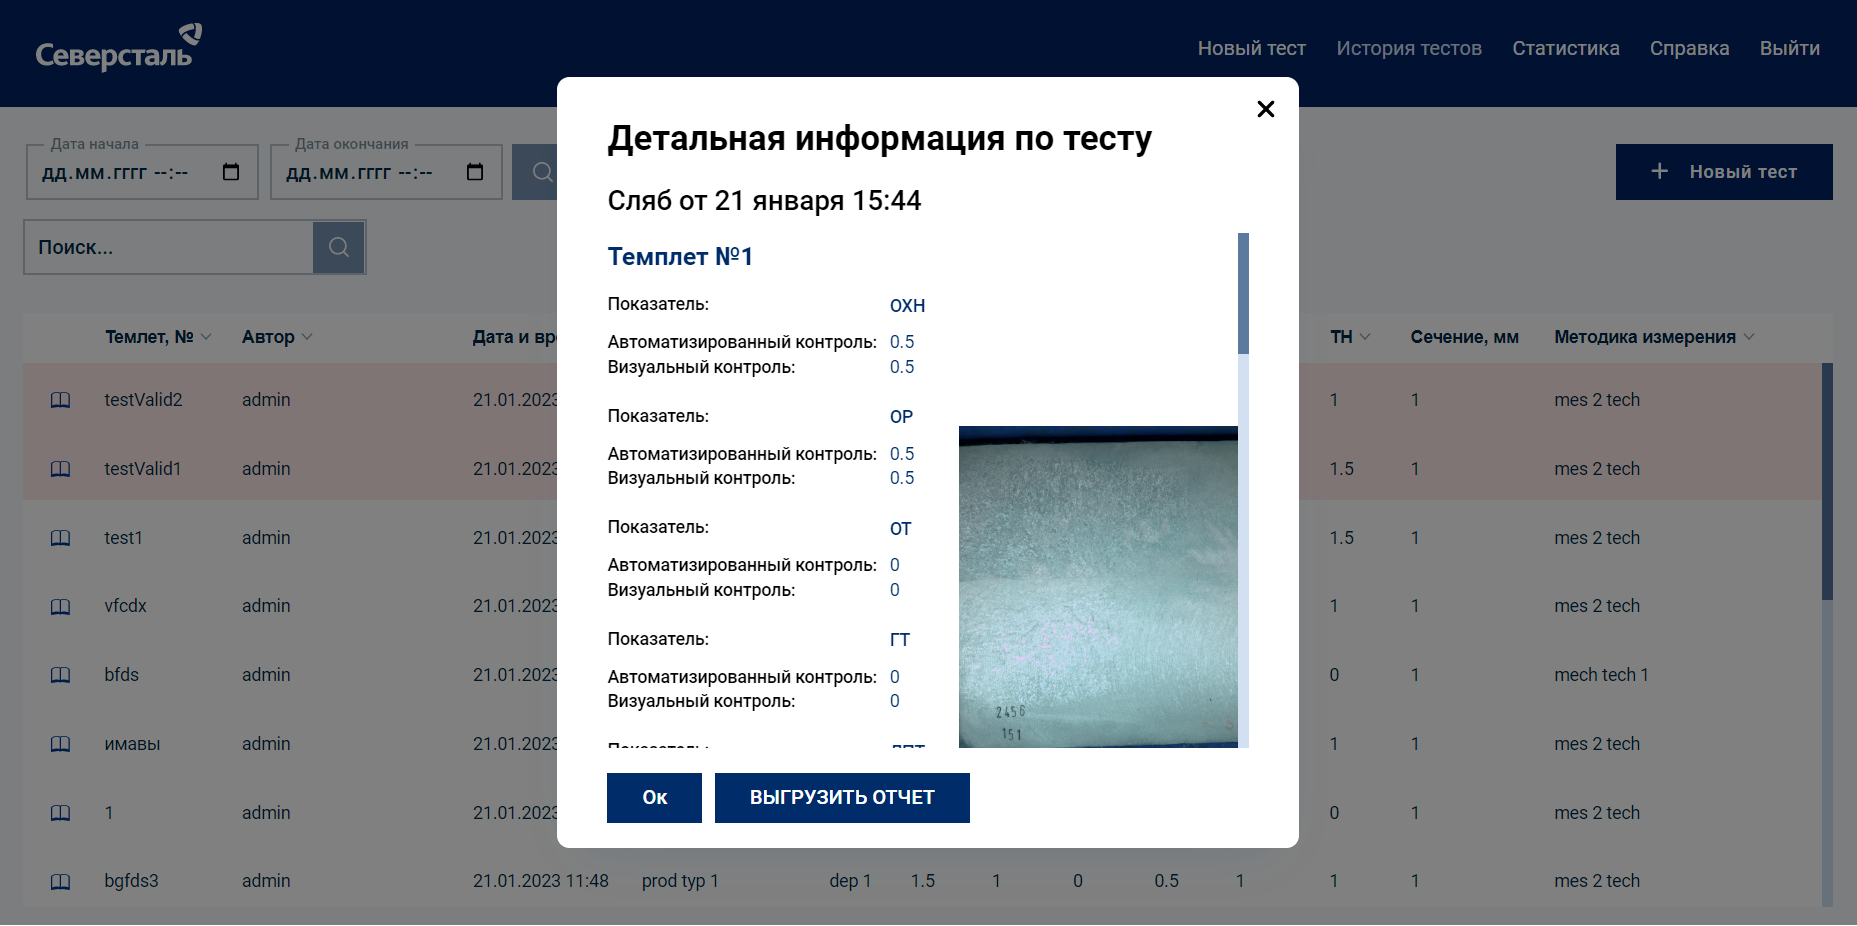 Северсталь
Новый тест История тестов Статистика Справка Выйти
Дата начала
дд.мм.гггг --:--
Дата окончания
дд.мм.гггг --:--
+ Новый тест
Поиск...
Темлет, № Автор Дата и вр ТН Сечение, мм Методика измерения
testValid2 admin 21.01.2023 1 1 mes 2 tech
testValid1 admin 21.01.2023 1.5 1 mes 2 tech
test1 admin 21.01.2023 1.5 1 mes 2 tech
vfcdx admin 21.01.2023 1 1 mes 2 tech
bfds admin 21.01.2023 0 1 mech tech 1
имавы admin 21.01.2023 1 1 mes 2 tech
1 admin 21.01.2023 0 1 mes 2 tech
bgfds3 admin 21.01.2023 11:48 prod typ 1 dep 1 1.5 1 0 0.5 1 1 1 mes 2 tech
Детальная информация по тесту
Сляб от 21 января 15:44
Темплет №1
Показатель: ОХН
Автоматизированный контроль: 0.5
Визуальный контроль: 0.5
Показатель: ОР
Автоматизированный контроль: 0.5
Визуальный контроль: 0.5
Показатель: ОТ
Автоматизированный контроль: 0
Визуальный контроль: 0
Показатель: ГТ
Автоматизированный контроль: 0
Визуальный контроль: 0
Показатель:
2456
151
Ок
ВЫГРУЗИТЬ ОТЧЕТ